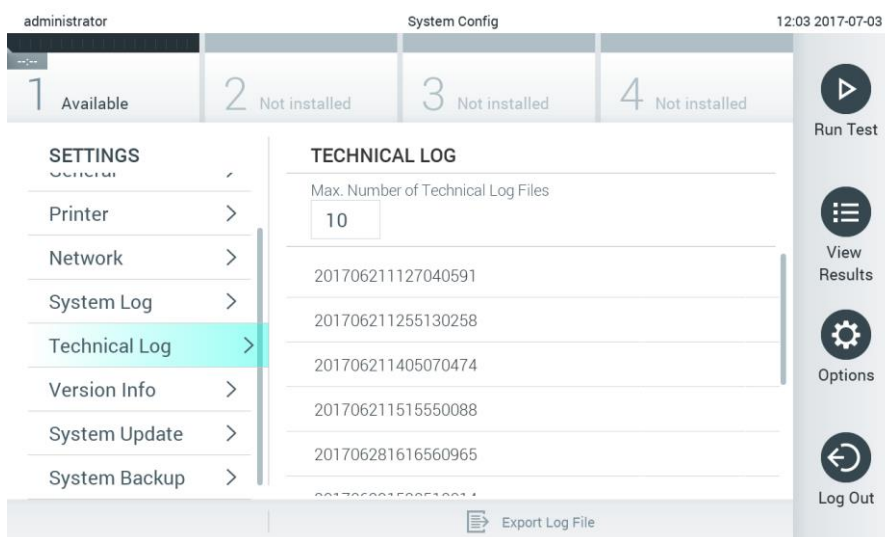 administrator System Config 12:03 2017-07-03
--:--
1 Available 2 Not installed 3 Not installed 4 Not installed
Run Test
SETTINGS
General
Printer
Network
System Log
Technical Log
Version Info
System Update
System Backup
TECHNICAL LOG
Max. Number of Technical Log Files
10
201706211127040591
201706211255130258
201706211405070474
201706211515550088
201706281616560965
Export Log File
View
Results
Options
Log Out